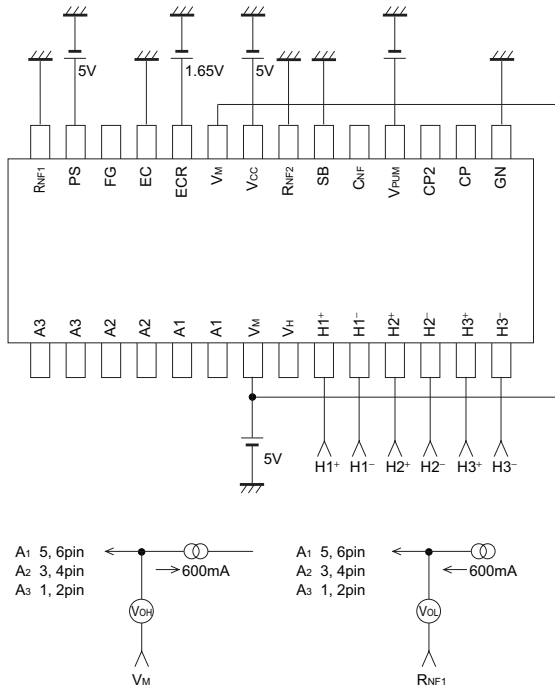 5V
1.65V
5V
RNF1 PS FG EC ECR VM VCC RNF2 SB CNF VPUM CP2 CP GN
A3 A3 A2 A2 A1 A1 VM VH H1+ H1− H2+ H2− H3+ H3−
5V
H1+ H1− H2+ H2− H3+ H3−
A1 5, 6pin
A2 3, 4pin
A3 1, 2pin
600mA
VOH
VM
A1 5, 6pin
A2 3, 4pin
A3 1, 2pin
600mA
VOL
RNF1